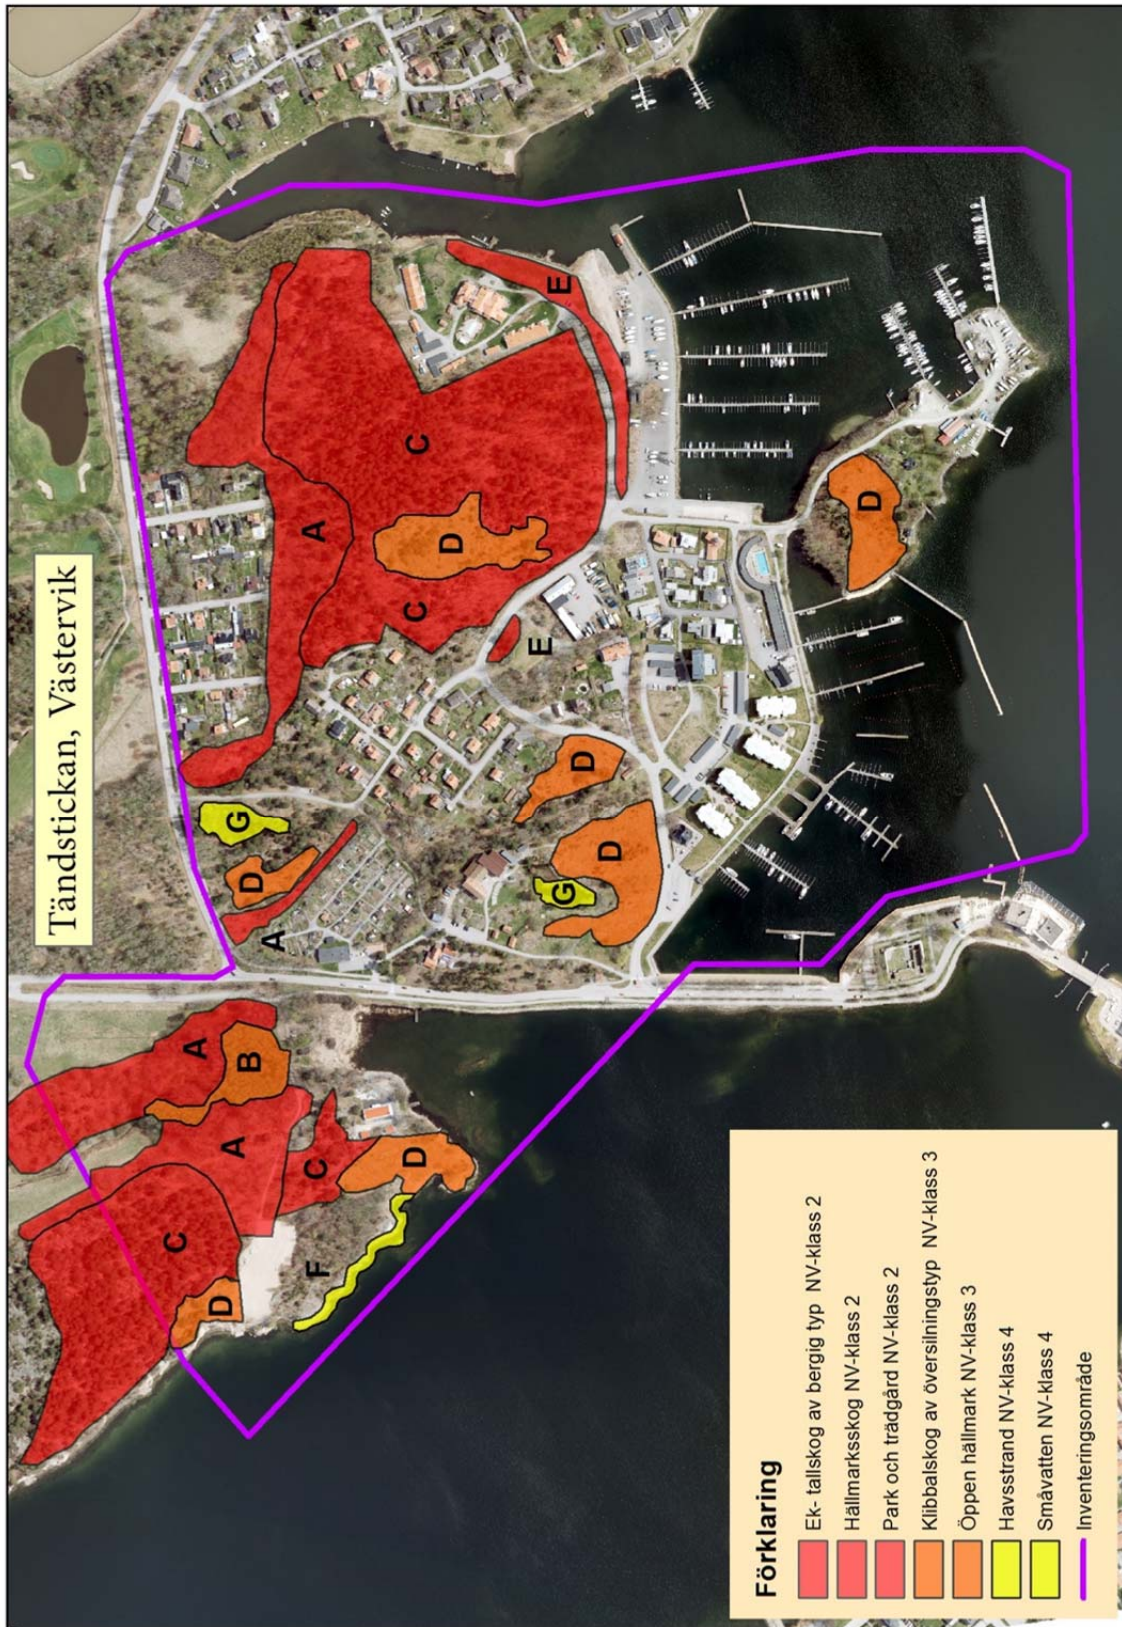 Tändstickan, Västervik
A
C
A
B
A
C
D
C
D
F
G
D
A
A
C
D
C
E
E
D
D
G
D
Förklaring
Ek- tallskog av bergig typ NV-klass 2
Hällmarksskog NV-klass 2
Park och trädgård NV-klass 2
Klibbalskog av översilningstyp NV-klass 3
Öppen hällmark NV-klass 3
Havsstrand NV-klass 4
Småvatten NV-klass 4
Inventeringsområde